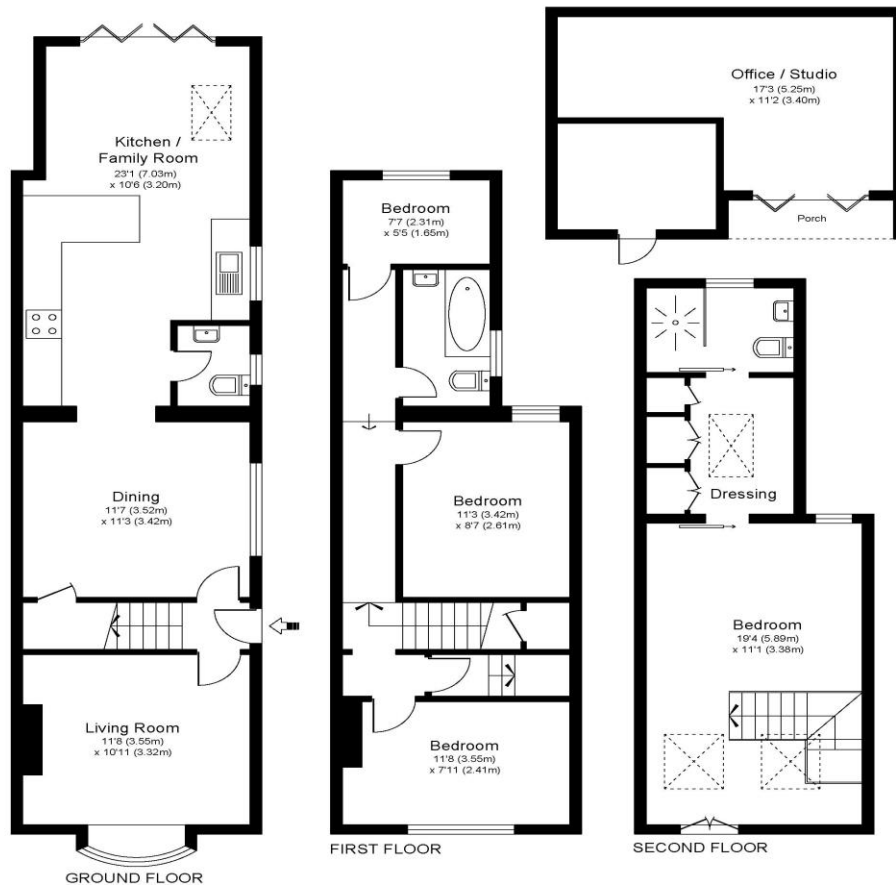 Kitchen /
Family Room
23'1 (7.03m)
x 10'6 (3.20m)
Dining
11'7 (3.52m)
x 11'3 (3.42m)
Living Room
11'8 (3.55m)
x 10'11 (3.32m)
GROUND FLOOR
Bedroom
7'7 (2.31m)
x 5'5 (1.65m)
Bedroom
11'3 (3.42m)
x 8'7 (2.61m)
Bedroom
11'8 (3.55m)
x 7'11 (2.41m)
FIRST FLOOR
Office / Studio
17'3 (5.25m)
x 11'2 (3.40m)
Porch
Dressing
Bedroom
19'4 (5.89m)
x 11'1 (3.38m)
SECOND FLOOR